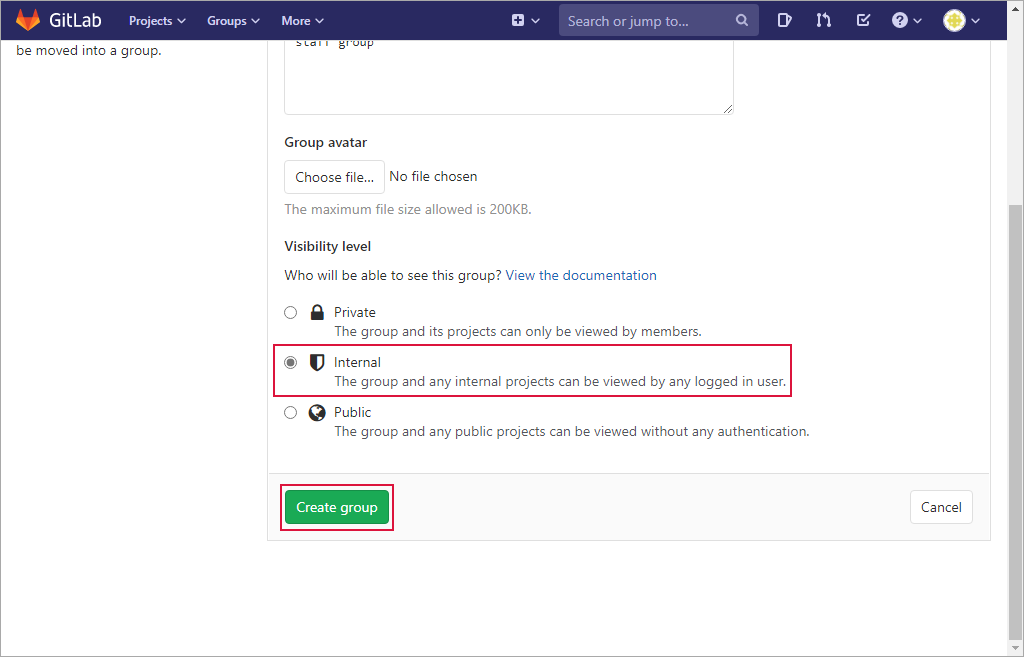 GitLab Projects Groups More Search or jump to...
be moved into a group.
staff group
Group avatar
Choose file... No file chosen
The maximum file size allowed is 200KB.
Visibility level
Who will be able to see this group? View the documentation
Private
The group and its projects can only be viewed by members.
Internal
The group and any internal projects can be viewed by any logged in user.
Public
The group and any public projects can be viewed without any authentication.
Create group Cancel